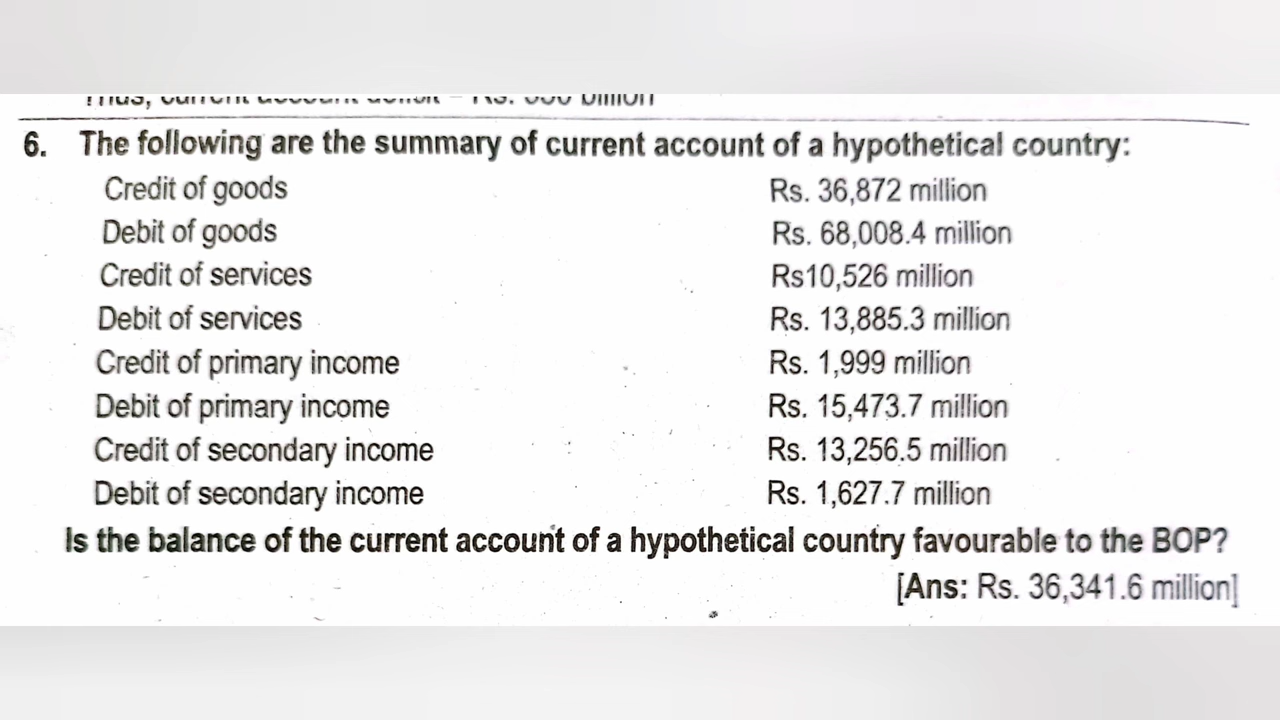 6. The following are the summary of current account of a hypothetical country:
Credit of goods Rs. 36,872 million
Debit of goods Rs. 68,008.4 million
Credit of services Rs10,526 million
Debit of services Rs. 13,885.3 million
Credit of primary income Rs. 1,999 million
Debit of primary income Rs. 15,473.7 million
Credit of secondary income Rs. 13,256.5 million
Debit of secondary income Rs. 1,627.7 million
Is the balance of the current account of a hypothetical country favourable to the BOP?
[Ans: Rs. 36,341.6 million]